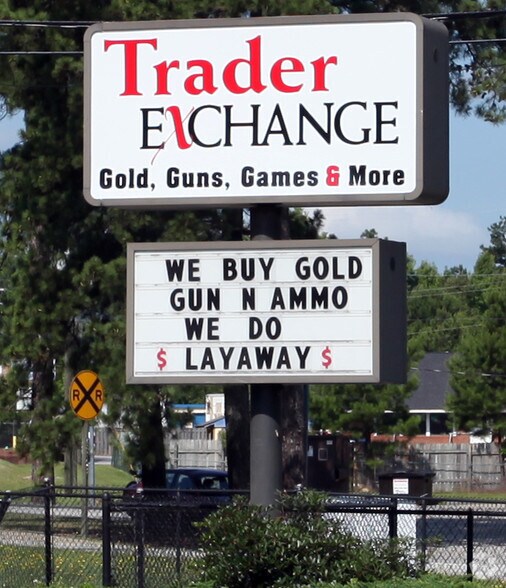 Trader
EXCHANGE
Gold, Guns, Games & More
WE BUY GOLD
GUN N AMMO
WE DO
$ LAYAWAY $
R R